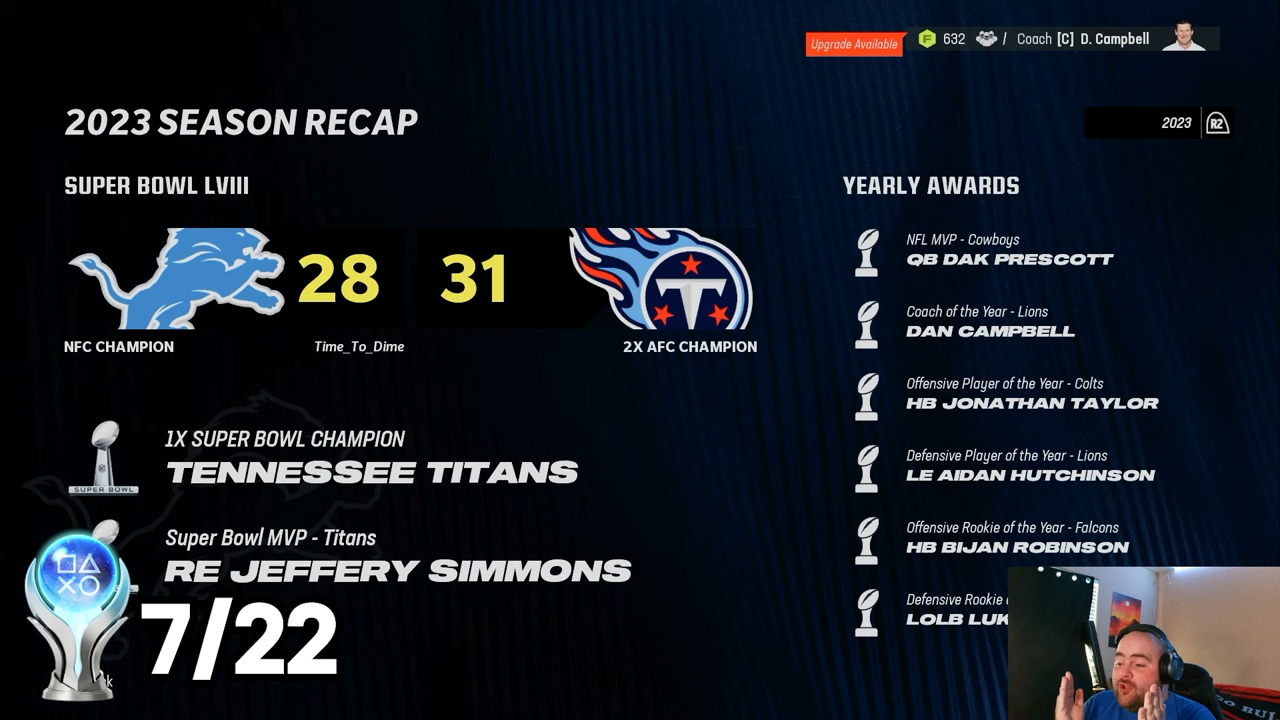 Upgrade Available
632
/ Coach [C] D. Campbell
2023 SEASON RECAP
2023 R2
SUPER BOWL LVIII
28 31
NFC CHAMPION
Time_To_Dime
2X AFC CHAMPION
1X SUPER BOWL CHAMPION
TENNESSEE TITANS
SUPER BOWL
Super Bowl MVP - Titans
RE JEFFERY SIMMONS
7/22
YEARLY AWARDS
NFL MVP - Cowboys
QB DAK PRESCOTT
Coach of the Year - Lions
DAN CAMPBELL
Offensive Player of the Year - Colts
HB JONATHAN TAYLOR
Defensive Player of the Year - Lions
LE AIDAN HUTCHINSON
Offensive Rookie of the Year - Falcons
HB BIJAN ROBINSON
Defensive Rookie
LOLB LUK